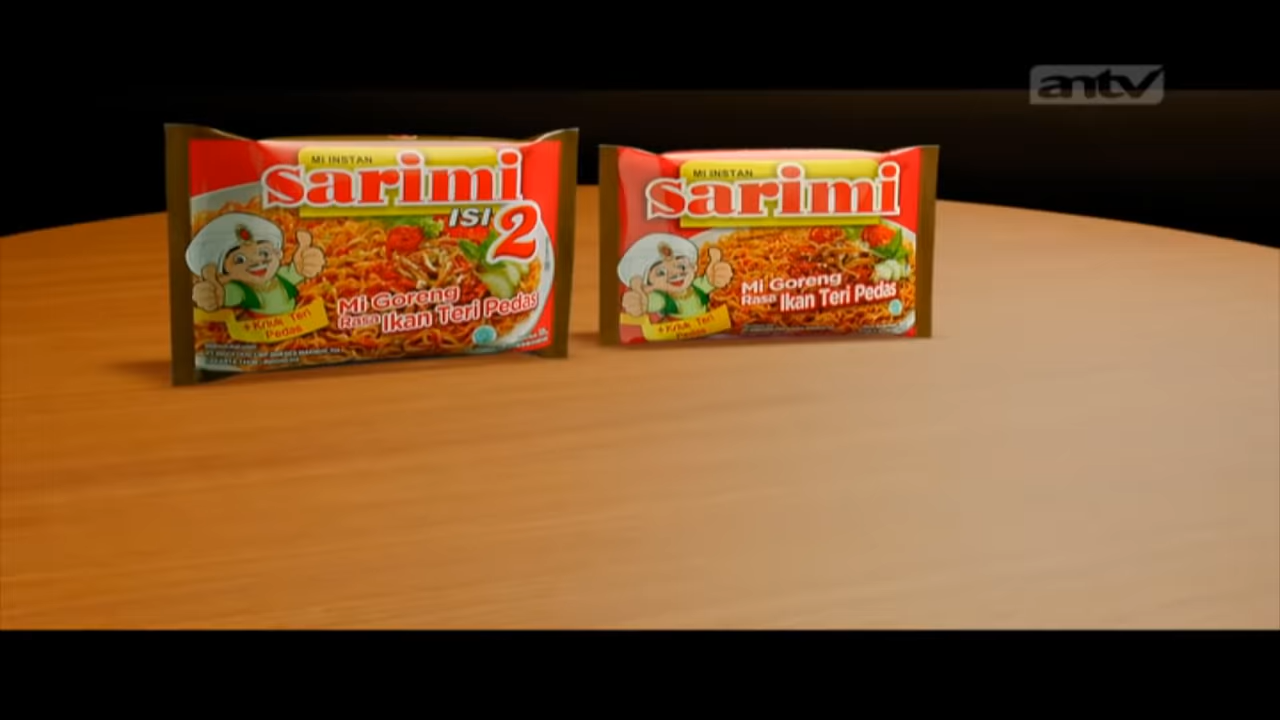 antv
MI INSTAN
sarimi
ISI 2
Mi Goreng
Rasa Ikan Teri Pedas
+ Kriuk Teri
Pedas
MI INSTAN
sarimi
Mi Goreng
Rasa Ikan Teri Pedas
+ Kriuk Teri